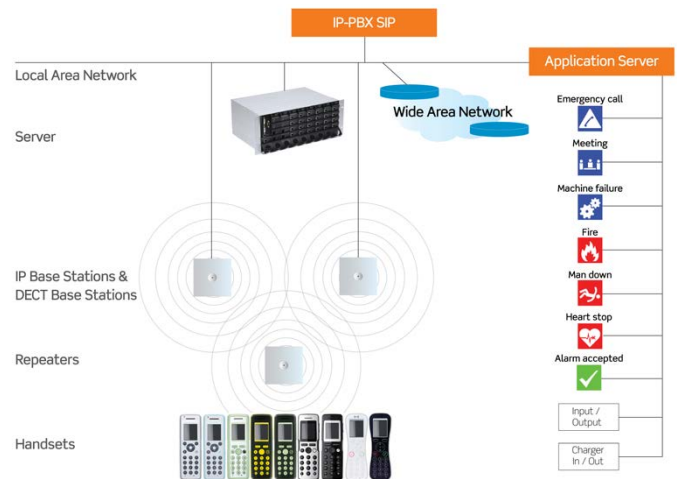 IP-PBX SIP
Local Area Network
Application Server
Server
Wide Area Network
Emergency call
Meeting
Machine failure
Fire
IP Base Stations &
DECT Base Stations
Man down
Heart stop
Repeaters
Alarm accepted
Input /
Output
Handsets
Charger
In / Out